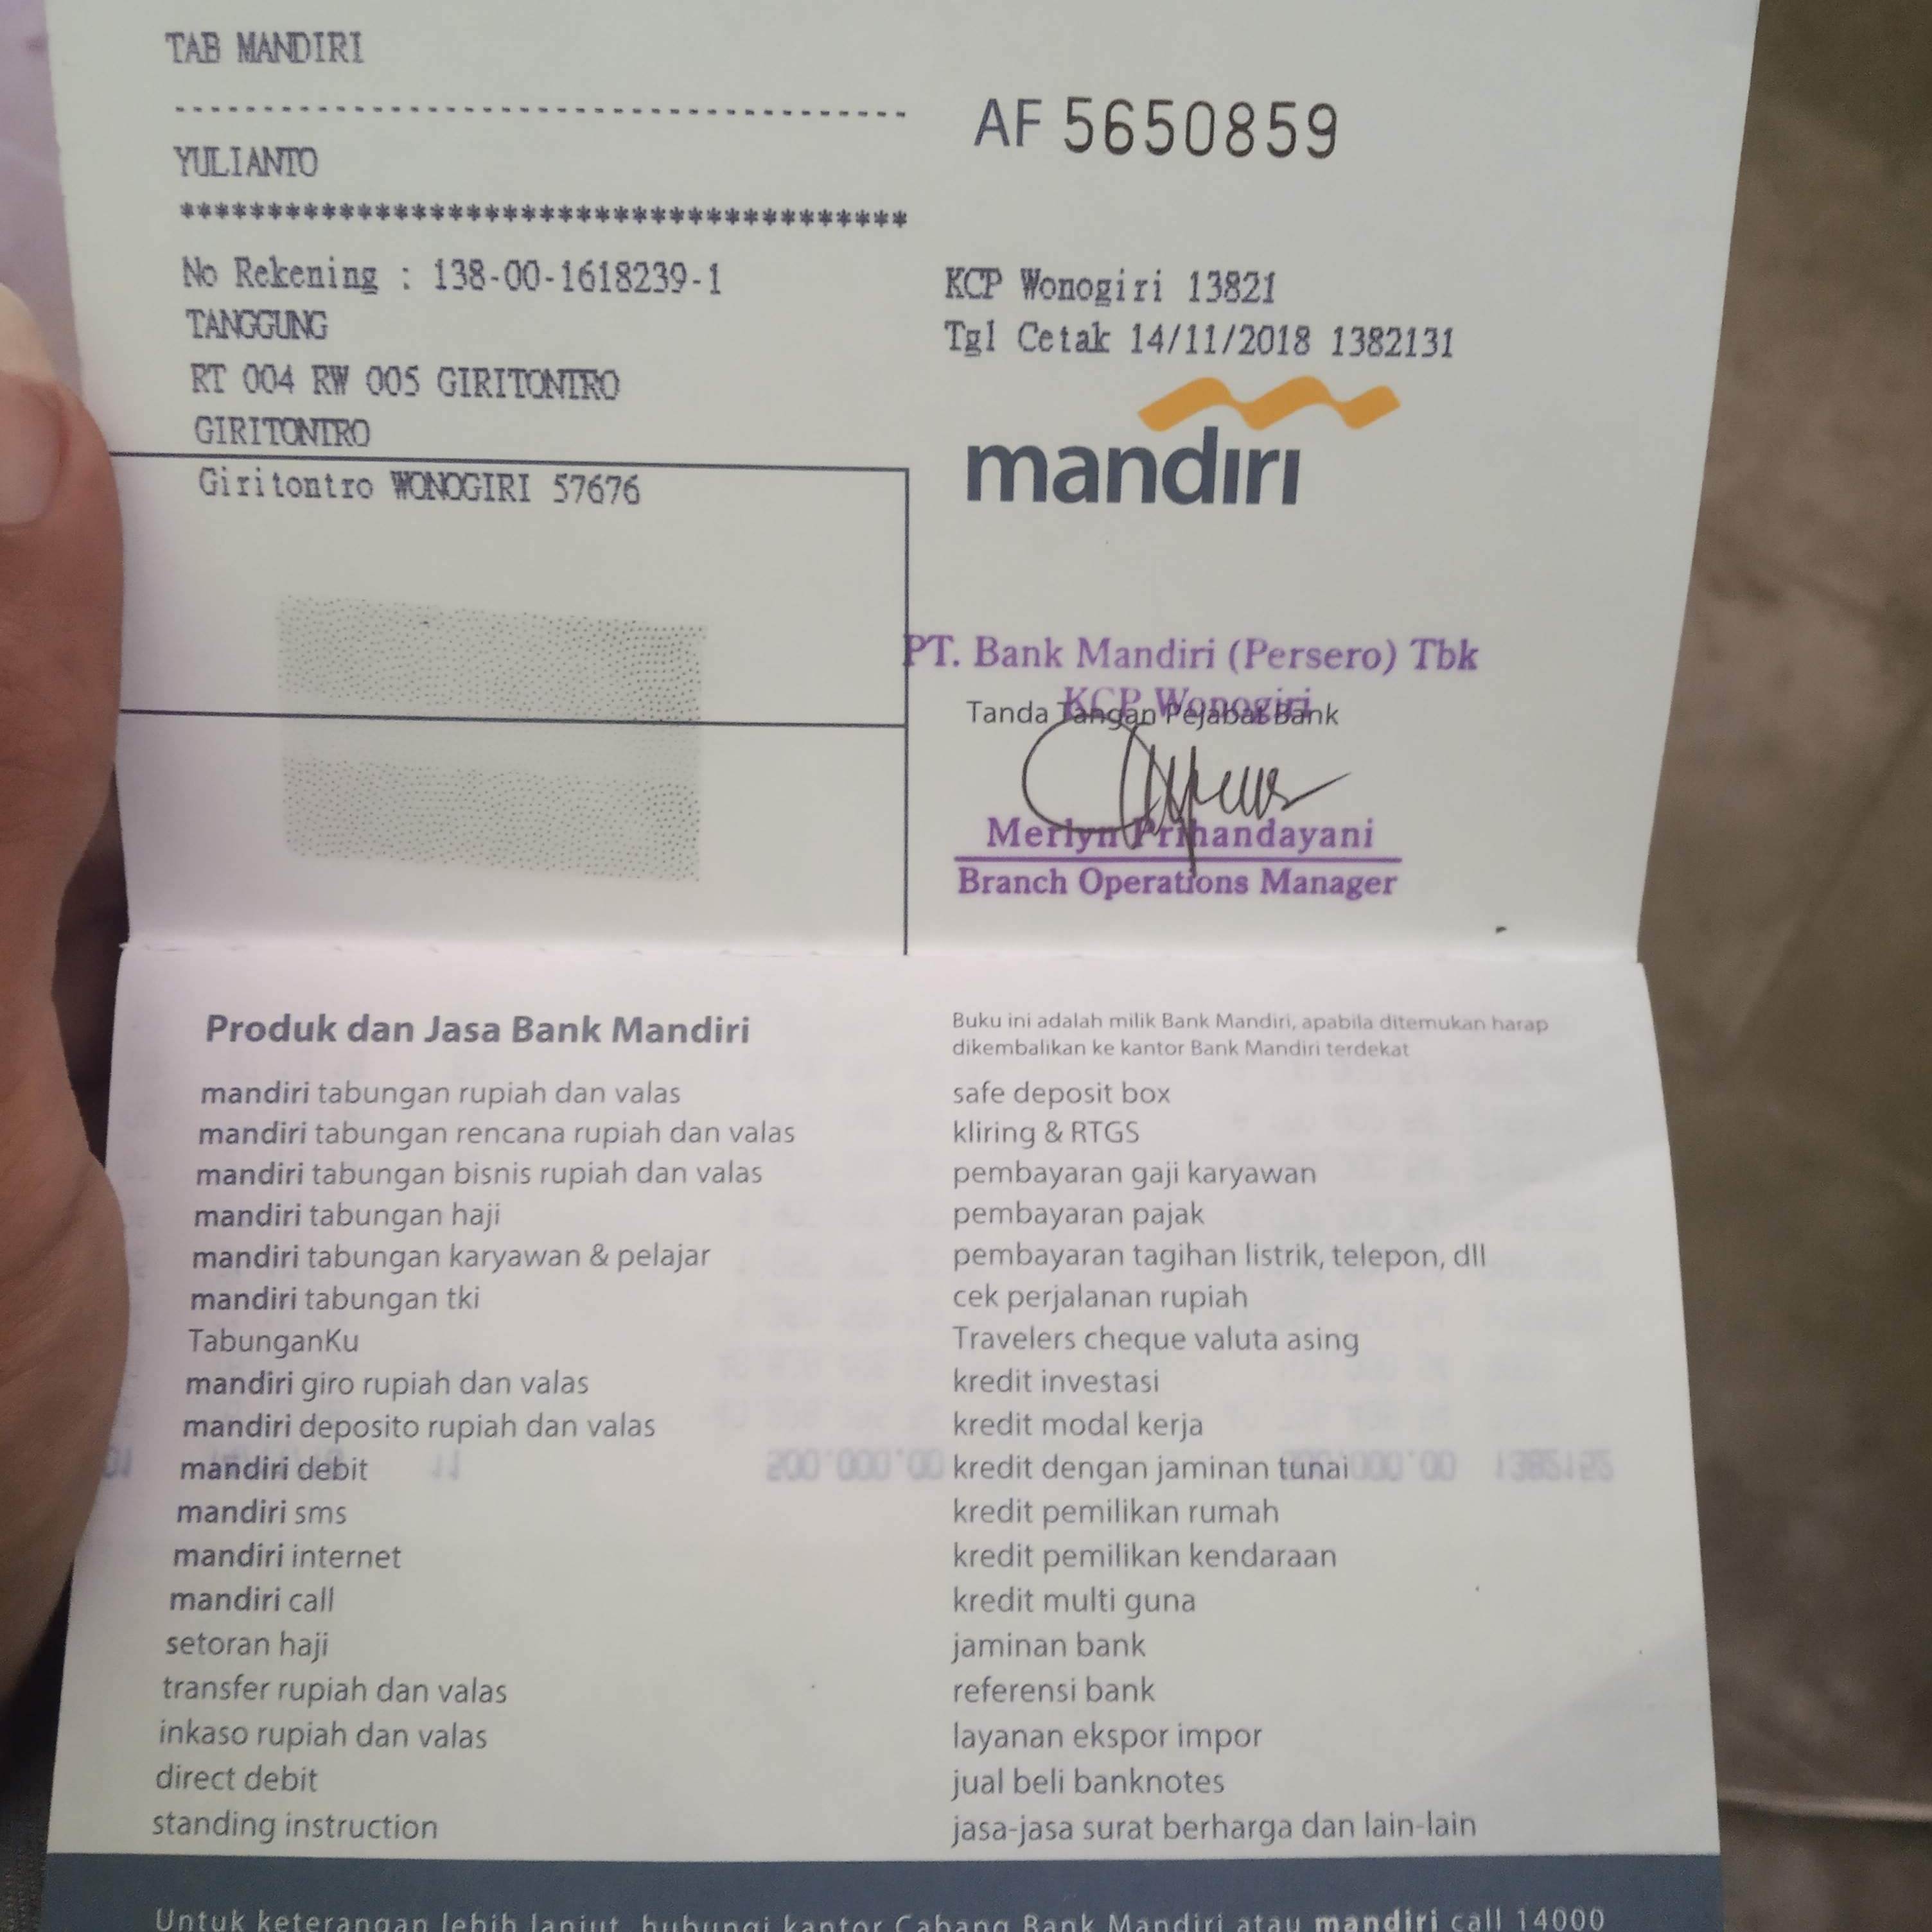 TAB MANDIRI
----------------------------------------
YULIANTO
****************************************
No Rekening : 138-00-1618239-1
TANGGUNG
RT 004 RW 005 GIRITONTRO
GIRITONTRO
Giritontro WONOGIRI 57676
AF 5650859
KCP Wonogiri 13821
Tgl Cetak 14/11/2018 1382131
mandiri
PT. Bank Mandiri (Persero) Tbk
KCP Wonogiri
Tanda Tangan Pejabat Bank
Merlyn Prihandayani
Branch Operations Manager
Produk dan Jasa Bank Mandiri
mandiri tabungan rupiah dan valas
mandiri tabungan rencana rupiah dan valas
mandiri tabungan bisnis rupiah dan valas
mandiri tabungan haji
mandiri tabungan karyawan & pelajar
mandiri tabungan tki
TabunganKu
mandiri giro rupiah dan valas
mandiri deposito rupiah dan valas
mandiri debit
mandiri sms
mandiri internet
mandiri call
setoran haji
transfer rupiah dan valas
inkaso rupiah dan valas
direct debit
standing instruction
Buku ini adalah milik Bank Mandiri, apabila ditemukan harap
dikembalikan ke kantor Bank Mandiri terdekat
safe deposit box
kliring & RTGS
pembayaran gaji karyawan
pembayaran pajak
pembayaran tagihan listrik, telepon, dll
cek perjalanan rupiah
Travelers cheque valuta asing
kredit investasi
kredit modal kerja
kredit dengan jaminan tunai
kredit pemilikan rumah
kredit pemilikan kendaraan
kredit multi guna
jaminan bank
referensi bank
layanan ekspor impor
jual beli banknotes
jasa-jasa surat berharga dan lain-lain
Untuk keterangan lebih lanjut, hubungi kantor Cabang Bank Mandiri atau mandiri call 14000